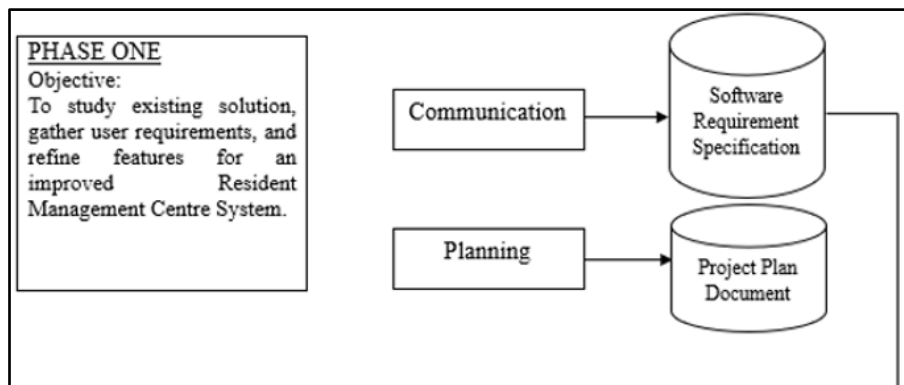 PHASE ONE
Objective:
To study existing solution,
gather user requirements, and
refine features for an
improved Resident
Management Centre System.
Communication
Software
Requirement
Specification
Planning
Project Plan
Document